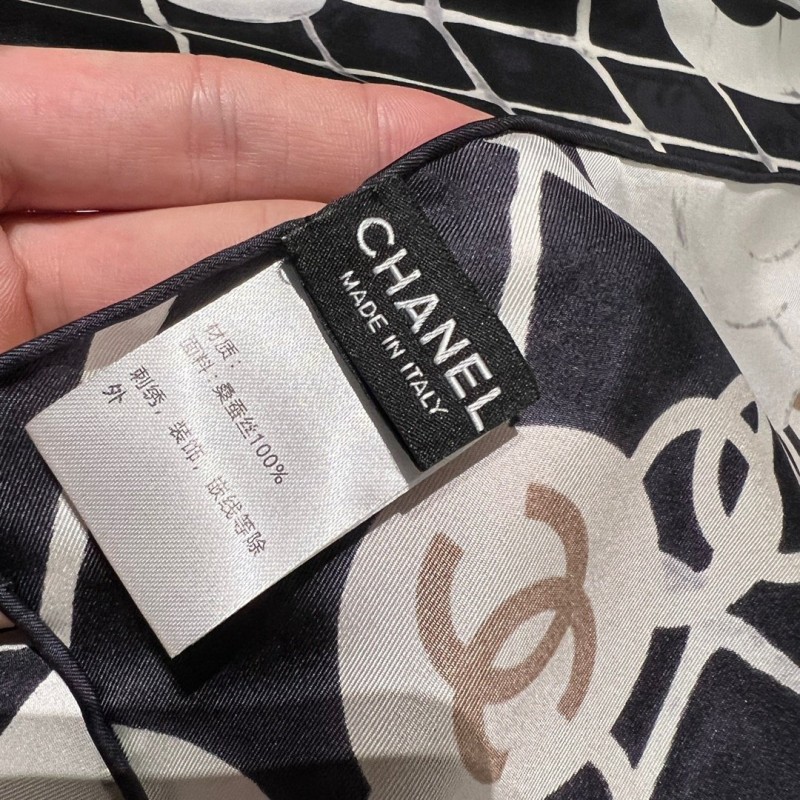 CHANEL
MADE IN ITALY
材质：
面料：桑蚕丝100%
刺绣，装饰，嵌线等除
外